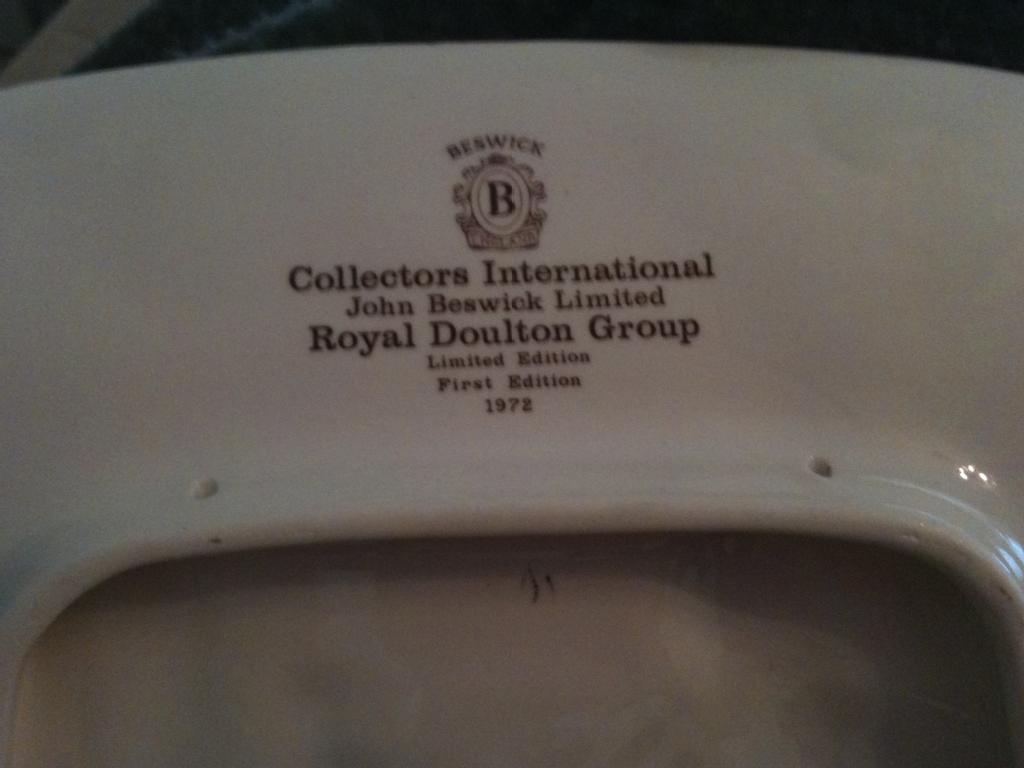 BESWICK
B
ENGLAND
Collectors International
John Beswick Limited
Royal Doulton Group
Limited Edition
First Edition
1972